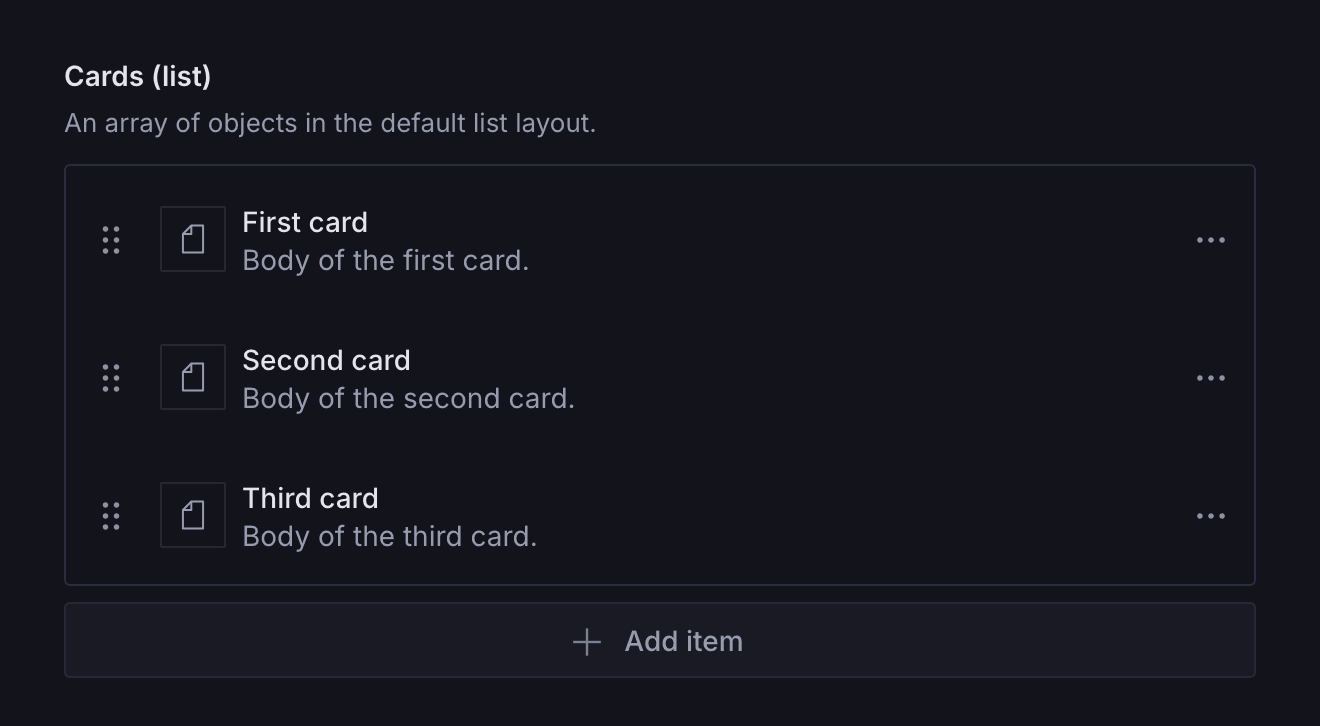 Cards (list)
An array of objects in the default list layout.
First card
Body of the first card.
Second card
Body of the second card.
Third card
Body of the third card.
Add item